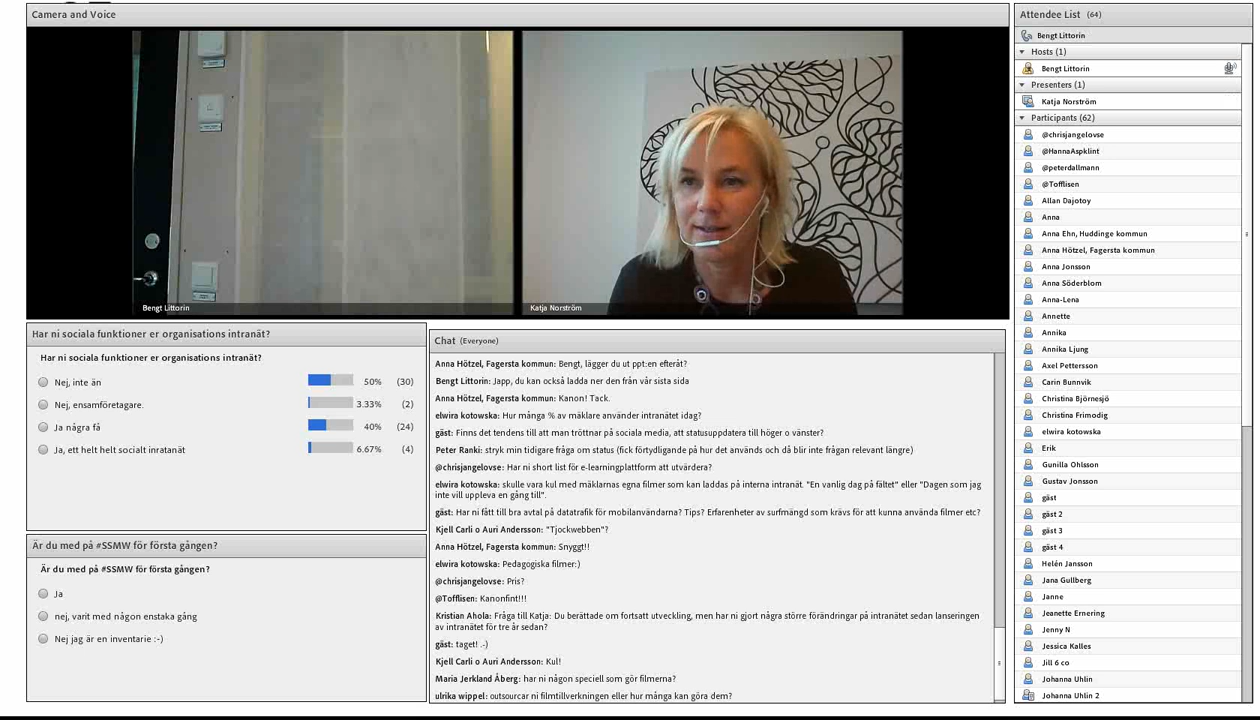 Camera and Voice
Bengt Littorin
Katja Norström
Har ni sociala funktioner er organisations intranät?
Har ni sociala funktioner er organisations intranät?
Nej, inte än 50% (30)
Nej, ensamföretagare. 3.33% (2)
Ja några få 40% (24)
Ja, ett helt helt socialt inratanät 6.67% (4)
Är du med på #SSMW för första gången?
Är du med på #SSMW för första gången?
Ja
nej, varit med någon enstaka gång
Nej jag är en inventarie :-)
Chat (Everyone)
Anna Hötzel, Fagersta kommun: Bengt, lägger du ut ppt:en efteråt?
Bengt Littorin: Japp, du kan också ladda ner den från vår sista sida
Anna Hötzel, Fagersta kommun: Kanon! Tack.
elwira kotowska: Hur många % av mäklare använder intranätet idag?
gäst: Finns det tendens till att man tröttnar på sociala media, att statusuppdatera till höger o vänster?
Peter Ranki: stryk min tidigare fråga om status (fick förtydligande på hur det används och då blir inte frågan relevant längre)
@chrisjangelovse: Har ni short list för e-learningplattform att utvärdera?
elwira kotowska: skulle vara kul med mäklarnas egna filmer som kan laddas på interna intranät. "En vanlig dag på fältet" eller "Dagen som jag
inte vill uppleva en gång till".
gäst: Har ni fått till bra avtal på datatrafik för mobilanvändarna? Tips? Erfarenheter av surfmängd som krävs för att kunna använda filmer etc?
Kjell Carli o Auri Andersson: "Tjockwebben"?
Anna Hötzel, Fagersta kommun: Snyggt!!
elwira kotowska: Pedagogiska filmer:)
@chrisjangelovse: Pris?
@Tofflisen: Kanonfint!!!
Kristian Ahola: Fråga till Katja: Du berättade om fortsatt utveckling, men har ni gjort några större förändringar på intranätet sedan lanseringen
av intranätet för tre år sedan?
gäst: taget! .-)
Kjell Carli o Auri Andersson: Kul!
Maria Jerkland Åberg: har ni någon speciell som gör filmerna?
ulrika wippel: outsourcar ni filmtillverkningen eller hur många kan göra dem?
Attendee List (64)
Bengt Littorin
Hosts (1)
Bengt Littorin
Presenters (1)
Katja Norström
Participants (62)
@chrisjangelovse
@HannaAspklint
@peterdallmann
@Tofflisen
Allan Dajotoy
Anna
Anna Ehn, Huddinge kommun
Anna Hötzel, Fagersta kommun
Anna Jonsson
Anna Söderblom
Anna-Lena
Annette
Annika
Annika Ljung
Axel Pettersson
Carin Bunnvik
Christina Björnesjö
Christina Frimodig
elwira kotowska
Erik
Gunilla Ohlsson
Gustav Jonsson
gäst
gäst 2
gäst 3
gäst 4
Helén Jansson
Jana Gullberg
Janne
Jeanette Ernering
Jenny N
Jessica Kalles
Jill 6 co
Johanna Uhlin
Johanna Uhlin 2